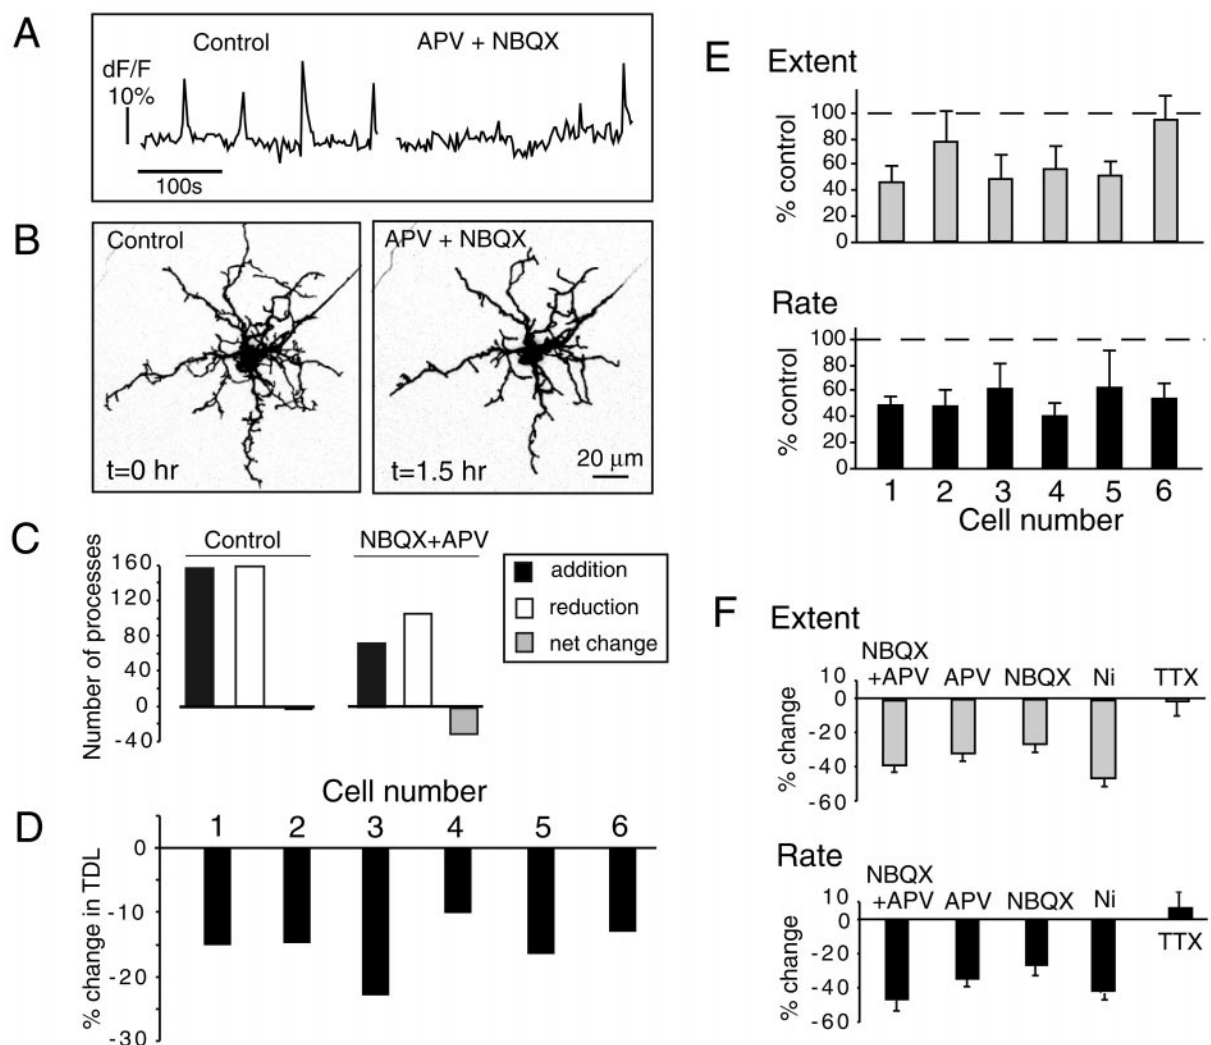 A
Control
APV + NBQX
dF/F
10%
100s
B
Control
t=0 hr
APV + NBQX
t=1.5 hr
20 µm
C
Control
NBQX+APV
Number of processes
160
120
80
40
0
-40
addition
reduction
net change
D
Cell number
1 2 3 4 5 6
% change in TDL
0
-10
-20
-30
E
Extent
% control
100
80
60
40
20
0
Rate
% control
100
80
60
40
20
0
1 2 3 4 5 6
Cell number
F
Extent
NBQX
+APV APV NBQX Ni TTX
% change
10
0
-20
-40
-60
Rate
NBQX
+APV APV NBQX Ni
TTX
% change
10
0
-20
-40
-60